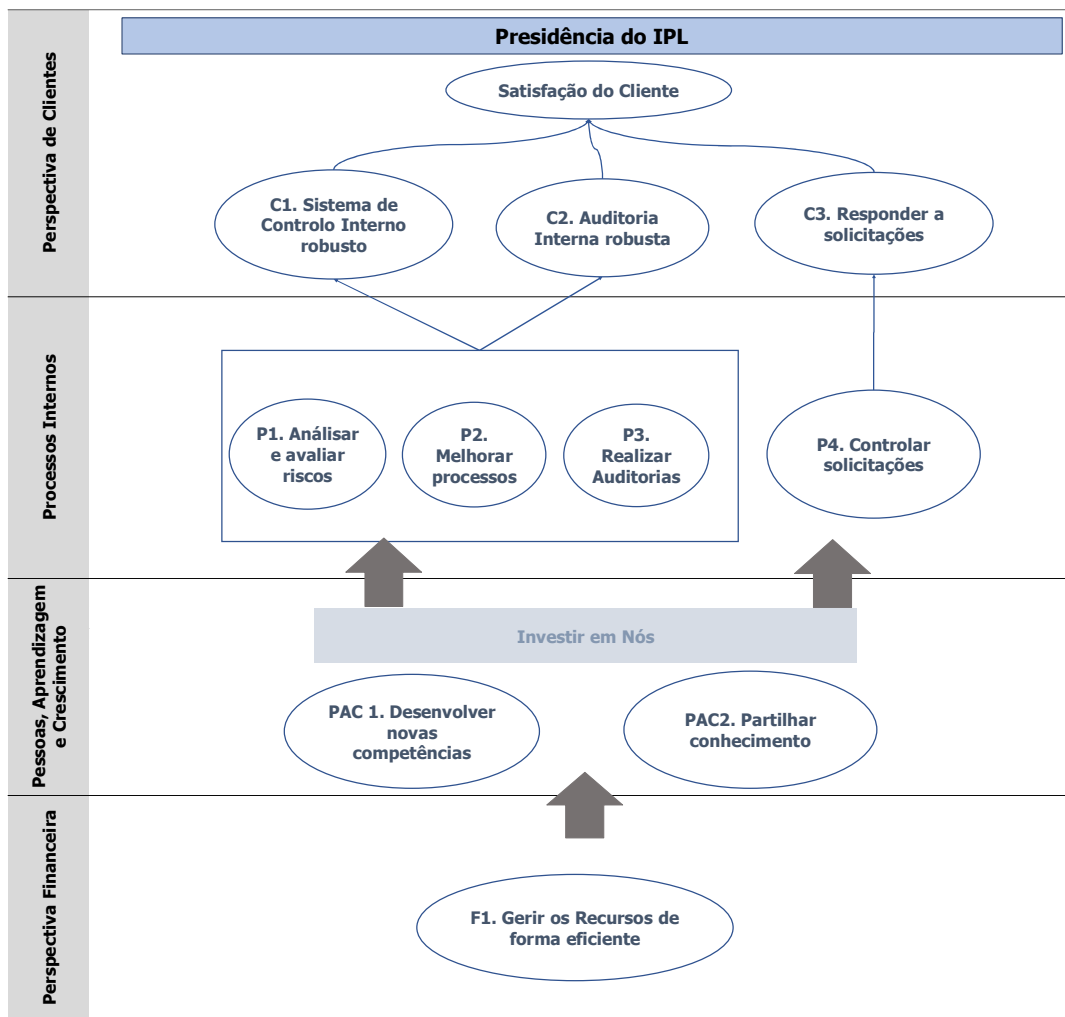 Presidência do IPL
Perspectiva de Clientes
Satisfação do Cliente
C1. Sistema de
Controlo Interno
robusto
C2. Auditoria
Interna robusta
C3. Responder a
solicitações
Processos Internos
P1. Análisar
e avaliar
riscos
P2.
Melhorar
processos
P3.
Realizar
Auditorias
P4. Controlar
solicitações
Pessoas, Aprendizagem
e Crescimento
Investir em Nós
PAC 1. Desenvolver
novas
competências
PAC2. Partilhar
conhecimento
Perspectiva Financeira
F1. Gerir os Recursos de
forma eficiente